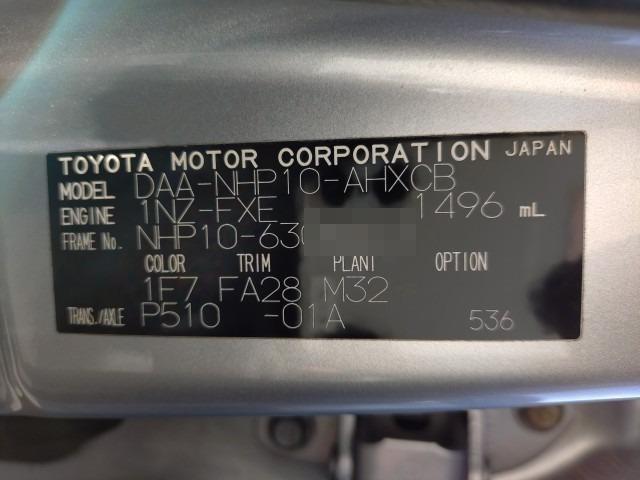 TOYOTA MOTOR CORPORATION JAPAN
MODEL DAA-NHP10-AHXCB
ENGINE 1NZ-FXE 1496 mL
FRAME No. NHP10-630
COLOR TRIM PLANT OPTION
1F7 FA28 M32
TRANS./AXLE P510 -01A 536